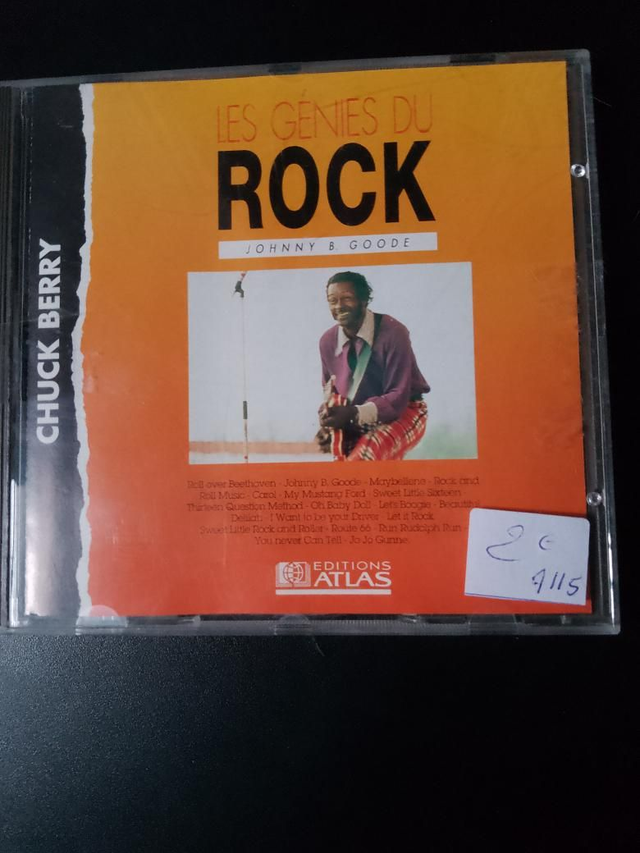 CHUCK BERRY
LES GÉNIES DU
ROCK
JOHNNY B. GOODE
Roll over Beethoven - Johnny B. Goode - Maybellene - Rock and
Roll Music - Carol - My Mustang Ford - Sweet Little Sixteen
Thirteen Question Method - Oh Baby Doll - Let's Boogie - Beautiful
Delilah - I Want to be your Driver - Let it Rock
Sweet Little Rock and Roller - Route 66 - Run Rudolph Run
You never Can Tell - Jo Jo Gunne.
EDITIONS
ATLAS
2 €
9115